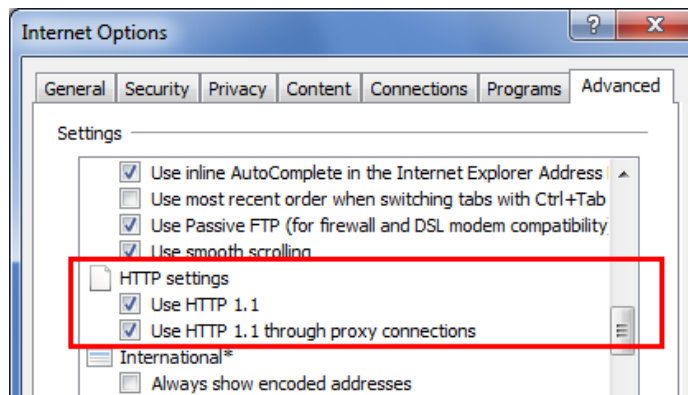 Internet Options
?
X
General Security Privacy Content Connections Programs Advanced
Settings
Use inline AutoComplete in the Internet Explorer Address
Use most recent order when switching tabs with Ctrl+Tab
Use Passive FTP (for firewall and DSL modem compatibility)
Use smooth scrolling
HTTP settings
Use HTTP 1.1
Use HTTP 1.1 through proxy connections
International*
Always show encoded addresses